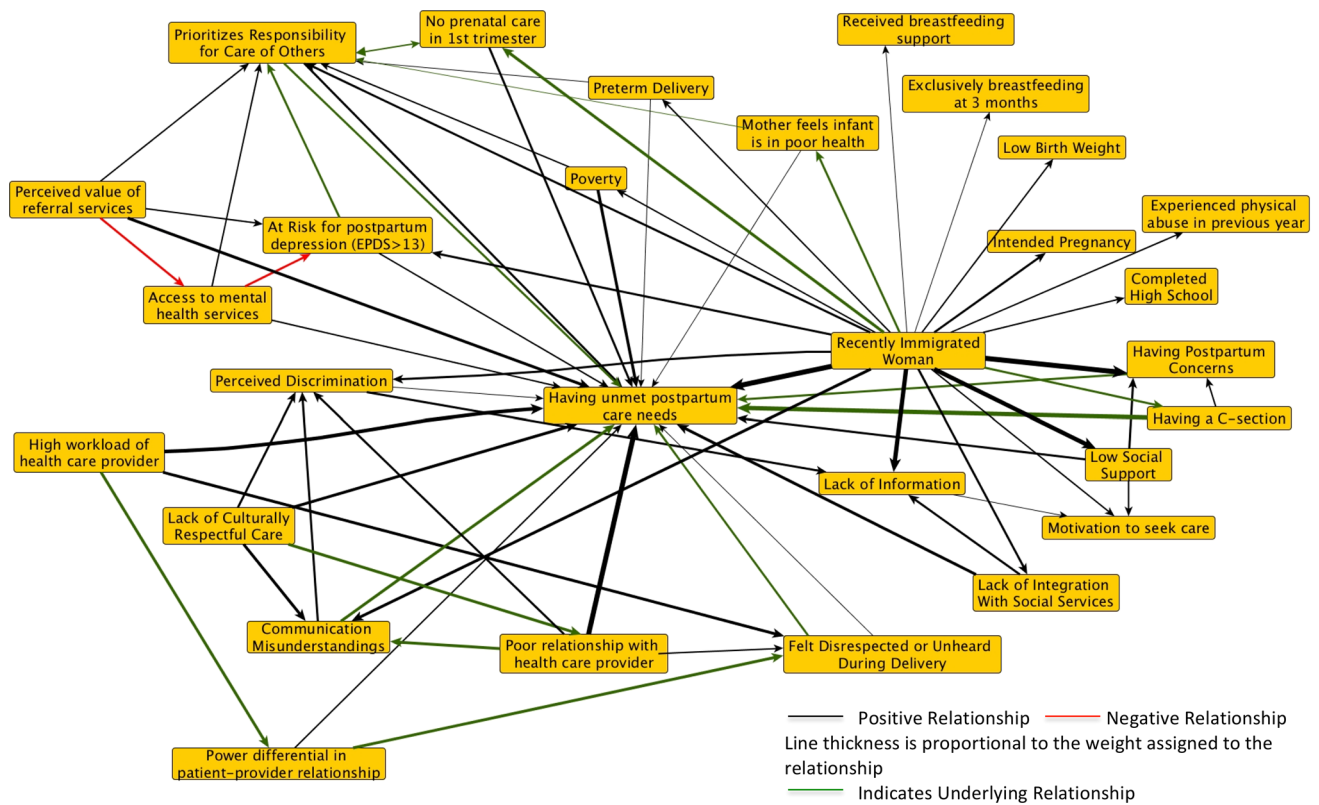 Prioritizes Responsibility
for Care of Others
No prenatal care
in 1st trimester
Received breastfeeding
support
Preterm Delivery
Exclusively breastfeeding
at 3 months
Mother feels infant
is in poor health
Low Birth Weight
Poverty
Perceived value of
referral services
At Risk for postpartum
depression (EPDS>13)
Experienced physical
abuse in previous year
Intended Pregnancy
Access to mental
health services
Completed
High School
Recently Immigrated
Woman
Having Postpartum
Concerns
Perceived Discrimination
Having unmet postpartum
care needs
Having a C-section
High workload of
health care provider
Low Social
Support
Lack of Information
Lack of Culturally
Respectful Care
Motivation to seek care
Lack of Integration
With Social Services
Communication
Misunderstandings
Poor relationship with
health care provider
Felt Disrespected or Unheard
During Delivery
Power differential in
patient-provider relationship
Positive Relationship
Negative Relationship
Line thickness is proportional to the weight assigned to the
relationship
Indicates Underlying Relationship